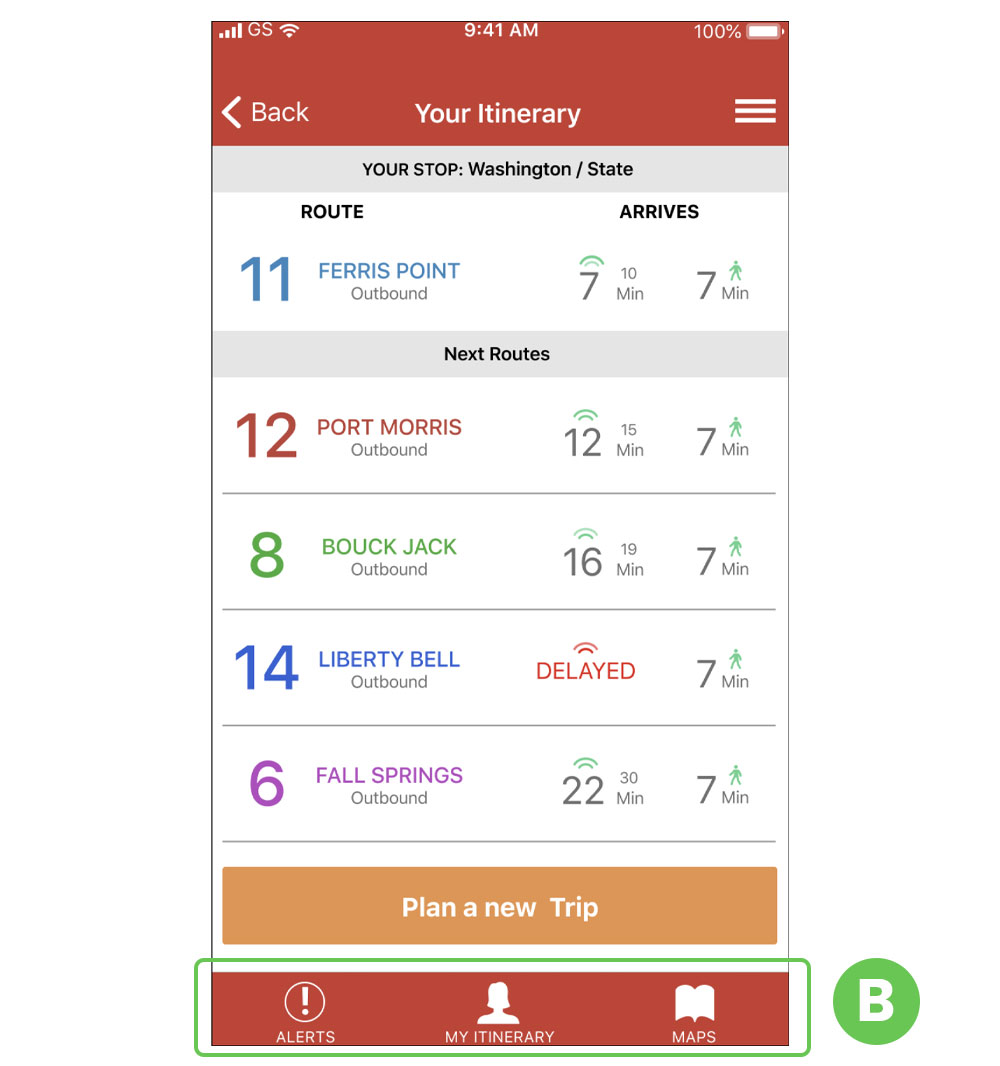 GS 9:41 AM 100%
Back Your Itinerary
YOUR STOP: Washington / State
ROUTE ARRIVES
11 FERRIS POINT 7 10 7
Outbound Min Min
Next Routes
12 PORT MORRIS 12 15 7
Outbound Min Min
8 BOUCK JACK 16 19 7
Outbound Min Min
14 LIBERTY BELL DELAYED 7
Outbound Min
6 FALL SPRINGS 22 30 7
Outbound Min Min
Plan a new Trip
ALERTS MY ITINERARY MAPS
B